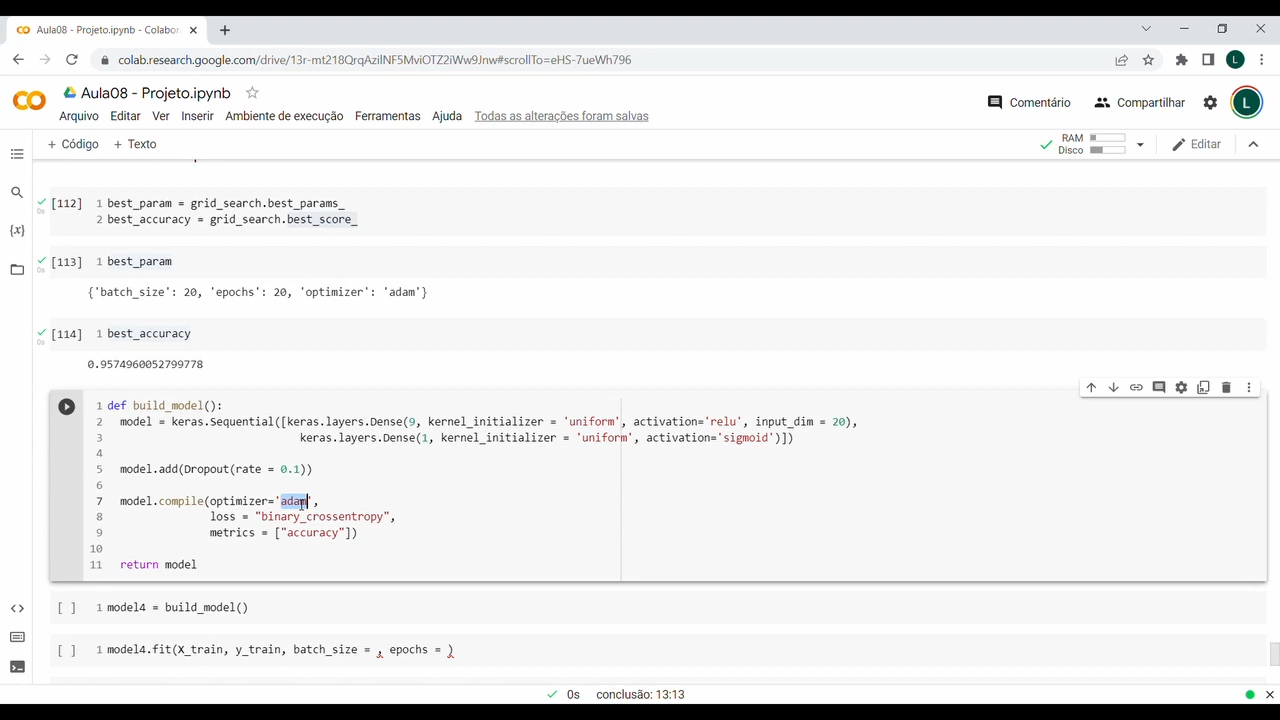 Aula08 - Projeto.ipynb - Colabor
colab.research.google.com/drive/13r-mt218QrqAzilNF5MviOTZ2iWw9Jnw#scrollTo=eHS-7ueWh796
L
Aula08 - Projeto.ipynb
Comentário
Compartilhar
L
Arquivo Editar Ver Inserir Ambiente de execução Ferramentas Ajuda Todas as alterações foram salvas
+ Código + Texto
RAM
Disco
Editar
[112] 1 best_param = grid_search.best_params_
0s 2 best_accuracy = grid_search.best_score_
[113] 1 best_param
0s
{'batch_size': 20, 'epochs': 20, 'optimizer': 'adam'}
[114] 1 best_accuracy
0s
0.9574960052799778
1 def build_model():
2 model = keras.Sequential([keras.layers.Dense(9, kernel_initializer = 'uniform', activation='relu', input_dim = 20),
3 keras.layers.Dense(1, kernel_initializer = 'uniform', activation='sigmoid')])
4
5 model.add(Dropout(rate = 0.1))
6
7 model.compile(optimizer='adam',
8 loss = "binary_crossentropy",
9 metrics = ["accuracy"])
10
11 return model
[ ] 1 model4 = build_model()
[ ] 1 model4.fit(X_train, y_train, batch_size = , epochs = )
0s conclusão: 13:13